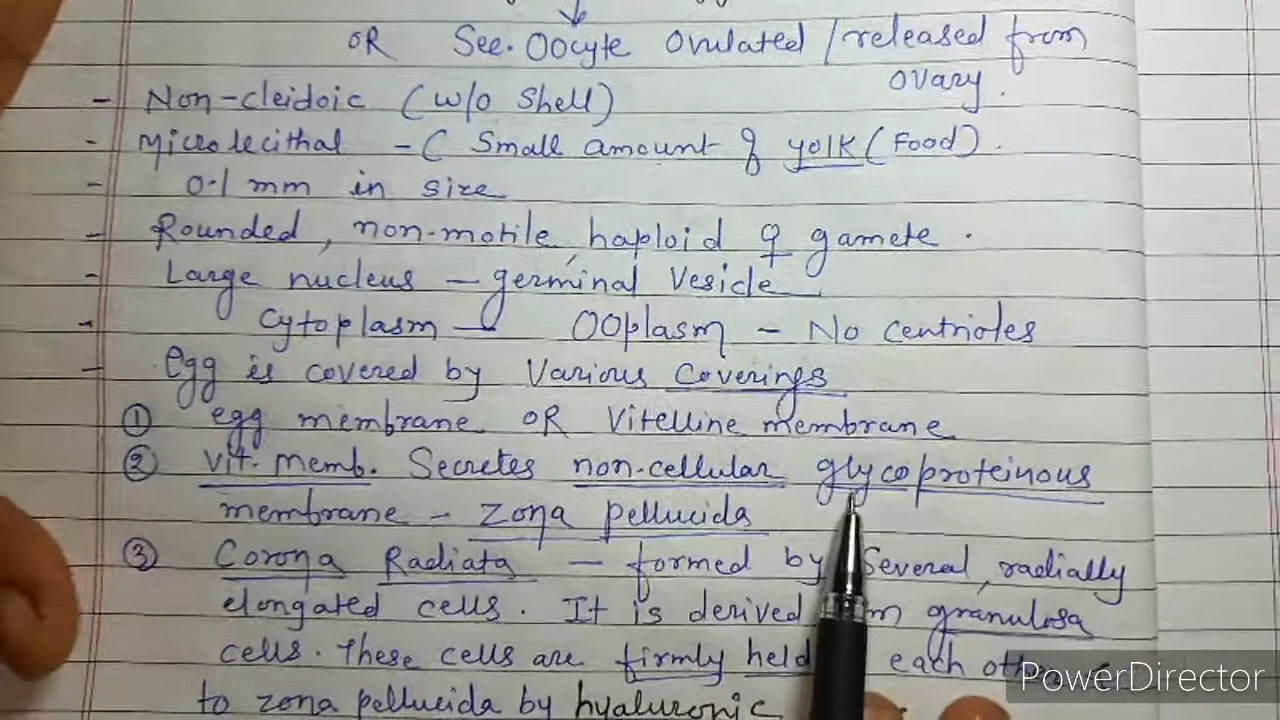 OR See. Oocyte Ovulated / released from
ovary.
- Non-cleidoic (w/o Shell)
- Microlecithal - ( Small amount of yolk (Food).
- 0.1 mm in size
- Rounded, non-motile, haploid ♀ gamete.
- Large nucleus - germinal Vesicle
- Cytoplasm - Ooplasm - No centrioles
- Egg is covered by Various Coverings
① egg membrane OR Vitelline membrane
② Vit. memb. Secretes non-cellular glycoproteinous
membrane - Zona pellucida
③ Corona Radiata - formed by Several, radially
elongated cells. It is derived granulosa
cells. These cells are firmly held each other
to zona pellucida by hyaluronic
PowerDirector